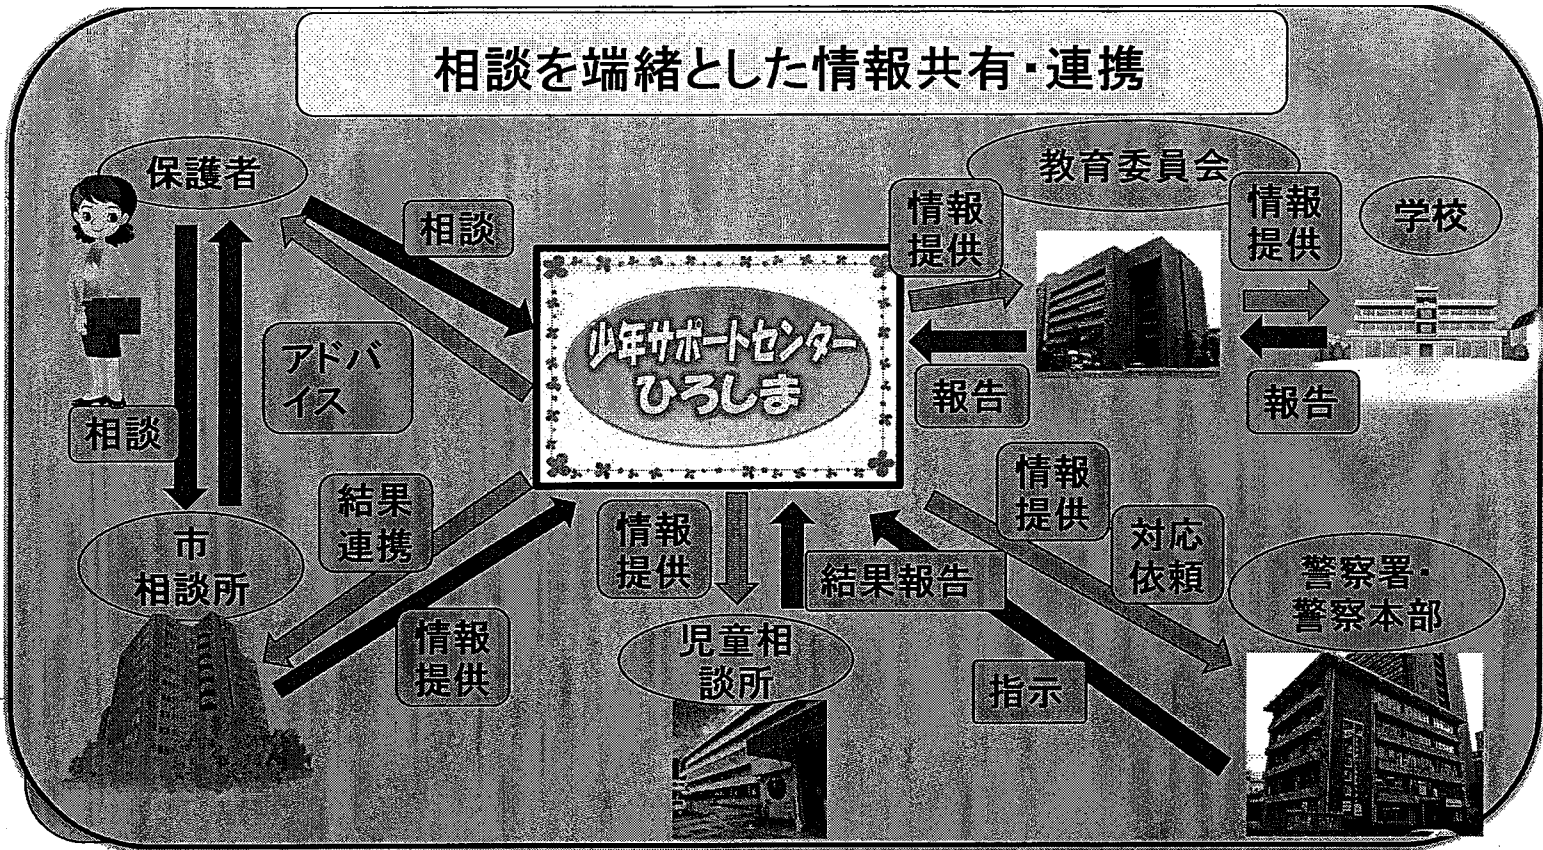 相談を端緒とした情報共有・連携
保護者
教育委員会
学校
相談
情報
提供
情報
提供
少年サポートセンター
ひろしま
アドバ
イス
報告
報告
相談
結果
連携
情報
提供
情報
提供
対応
依頼
市
相談所
結果報告
警察署・
警察本部
情報
提供
児童相
談所
指示